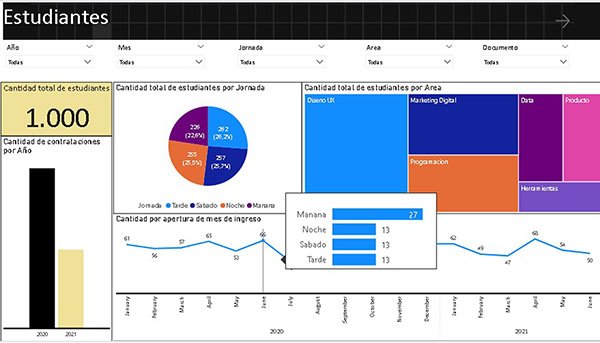 Estudiantes
Año Mes Jornada Area Documento
Todas Todas Todas Todas Todas
Cantidad total de estudiantes
1.000
Cantidad de contralaciones
por Año
2020 2021
Cantidad total de estudiantes por Jornada
226
(22,6%)
262
(26,2%)
255
(25,5%)
257
(25,7%)
Jornada Tarde Sabado Noche Manana
Cantidad total de estudiantes por Area
Diseno UX
Marketing Digital
Data
Producto
Programacion
Herramientas
Cantidad por apertura de mes de ingreso
Manana 27
Noche 13
Sabado 13
Tarde 13
61 56 57 65 53 66 62 49 47 68 54 50
January February March April May June July August September October November December January February March April May June
2020 2021